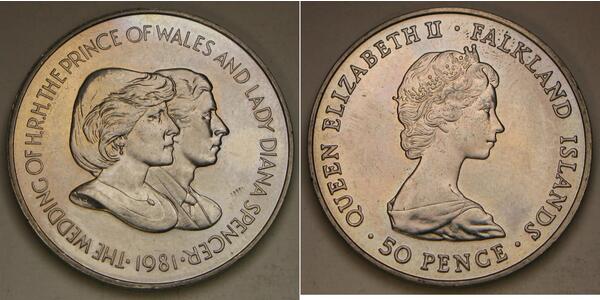 ·THE WEDDING OF H.R.H. THE PRINCE OF WALES AND LADY DIANA SPENCER·
1981
QUEEN ELIZABETH II · FALKLAND ISLANDS
· 50 PENCE ·